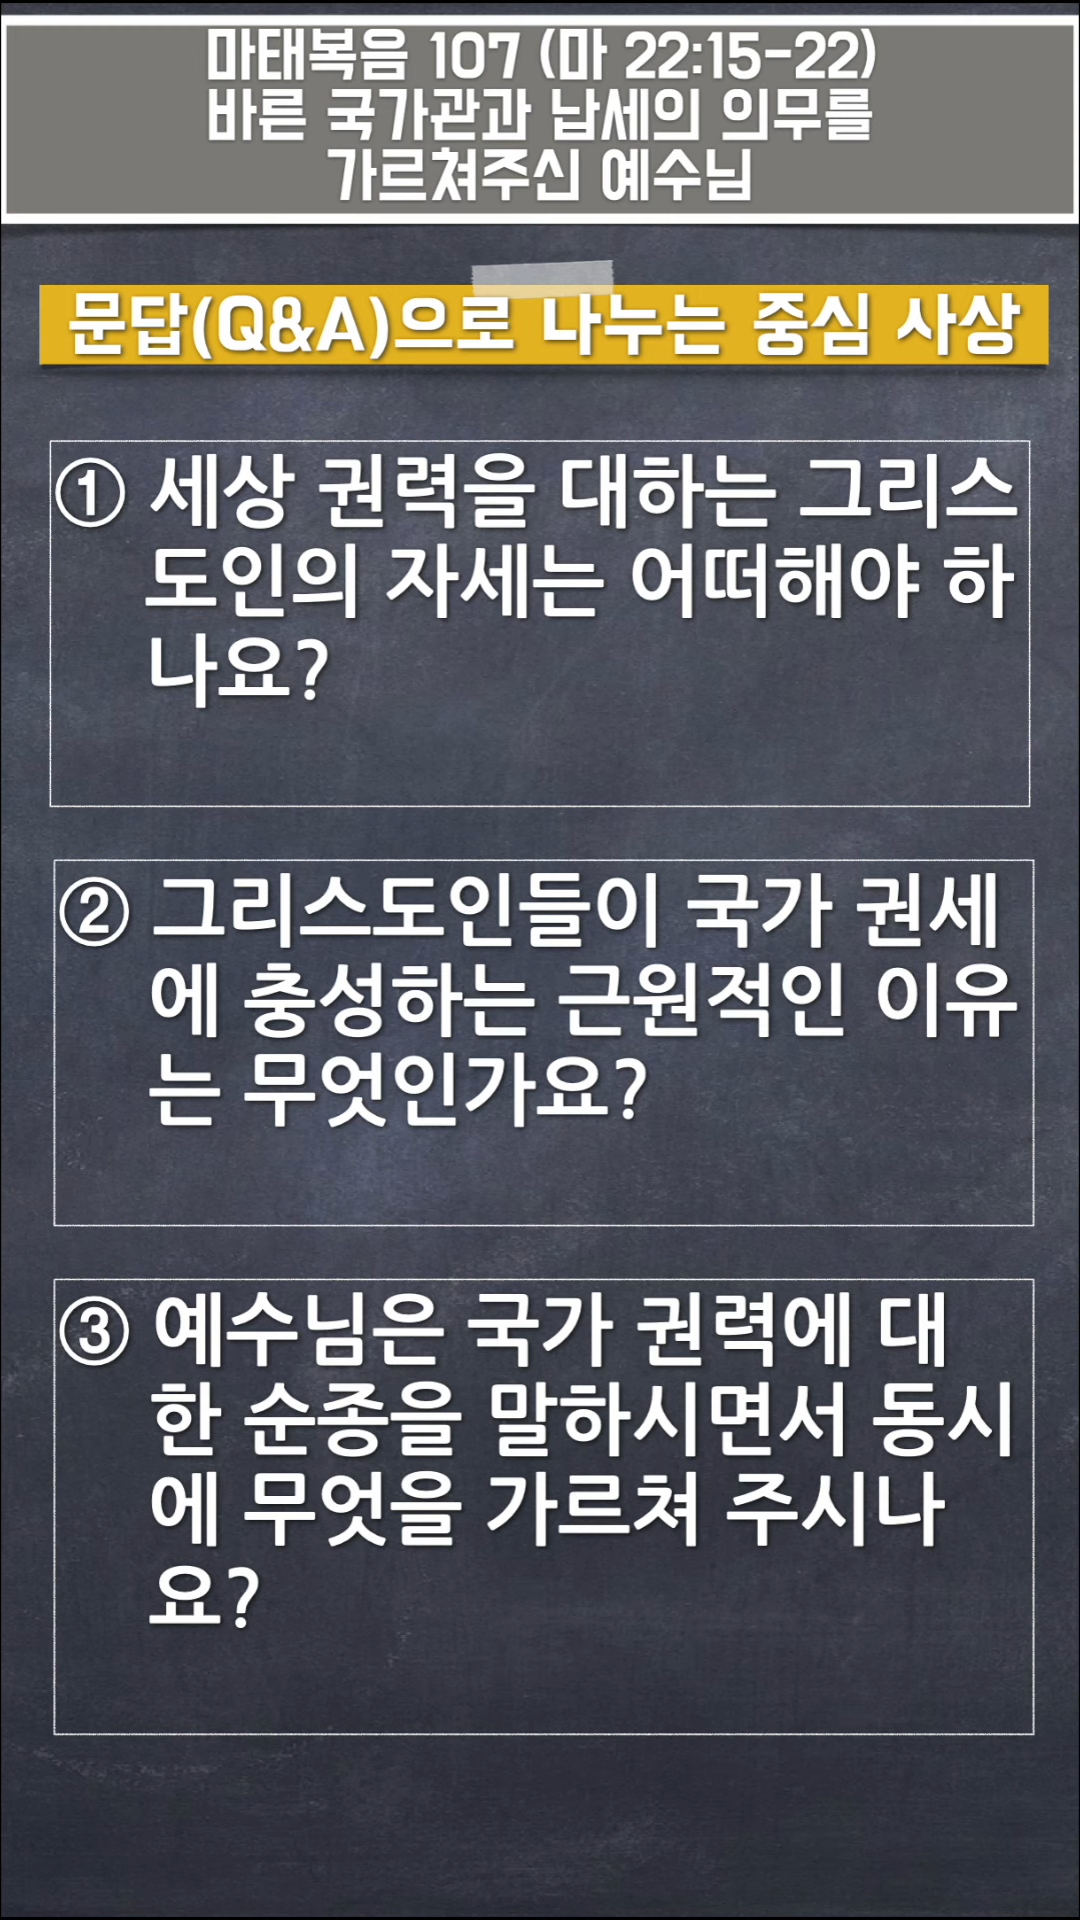 마태복음 107 (마 22:15-22)
바른 국가관과 납세의 의무를
가르쳐주신 예수님
문답(Q&A)으로 나누는 중심 사상
① 세상 권력을 대하는 그리스
도인의 자세는 어떠해야 하
나요?
② 그리스도인들이 국가 권세
에 충성하는 근원적인 이유
는 무엇인가요?
③ 예수님은 국가 권력에 대
한 순종을 말하시면서 동시
에 무엇을 가르쳐 주시나
요?